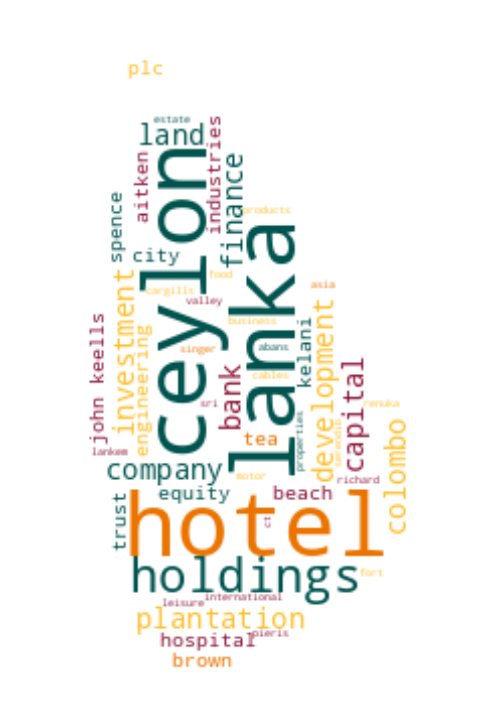 plc
estate
land
industries
aitken
ceylon
finance
spence
products
lanka
city
food
investment
cargills
valley
asia
john keells
engineering
business
development
kelani
singer
abans
bank
cables
capital
sri
renuka
tea
properties
serendib
colombo
lankem
company
motor
richard
equity
beach
trust
hotel
ct
holdings
fort
international
leisure
plantation
pieris
hospital
brown